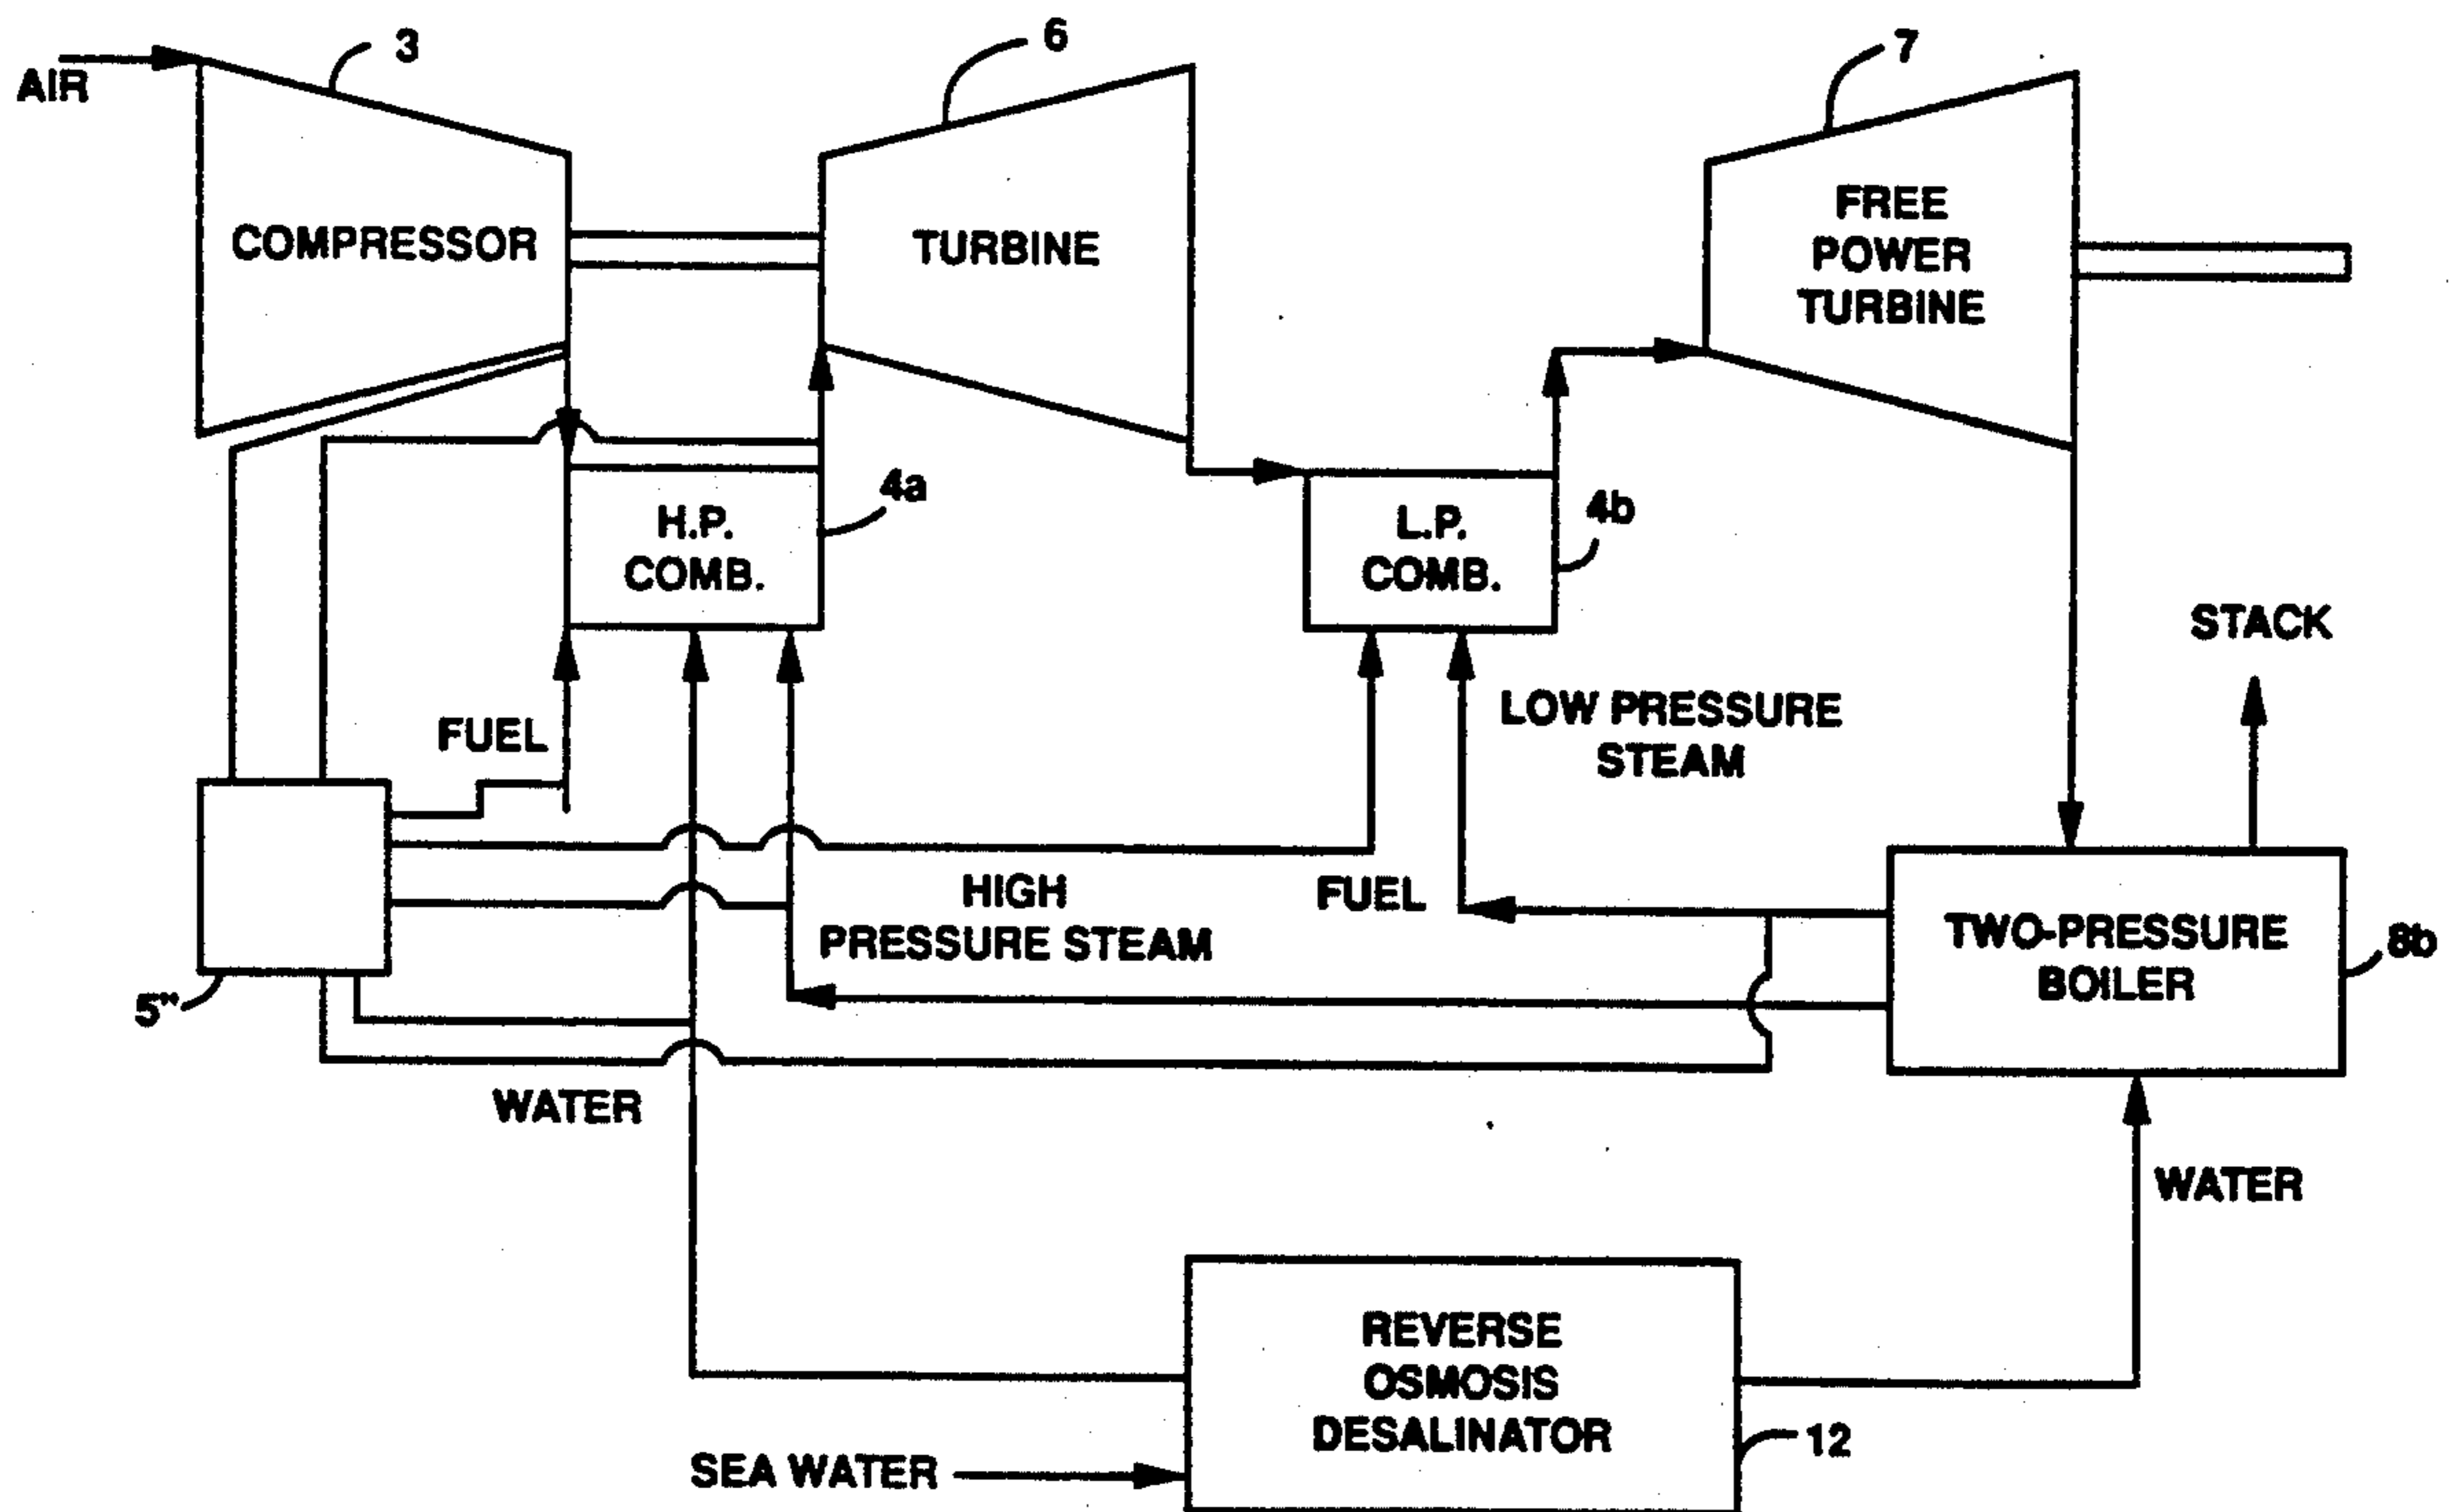 3
6
7
AIR
COMPRESSOR
TURBINE
FREE
POWER
TURBINE
4a
H.P.
COMB.
L.P.
COMB.
4b
STACK
FUEL
LOW PRESSURE
STEAM
HIGH
PRESSURE STEAM
FUEL
TWO-PRESSURE
BOILER
8b
5"
WATER
WATER
REVERSE
OSMOSIS
DESALINATOR
12
SEA WATER